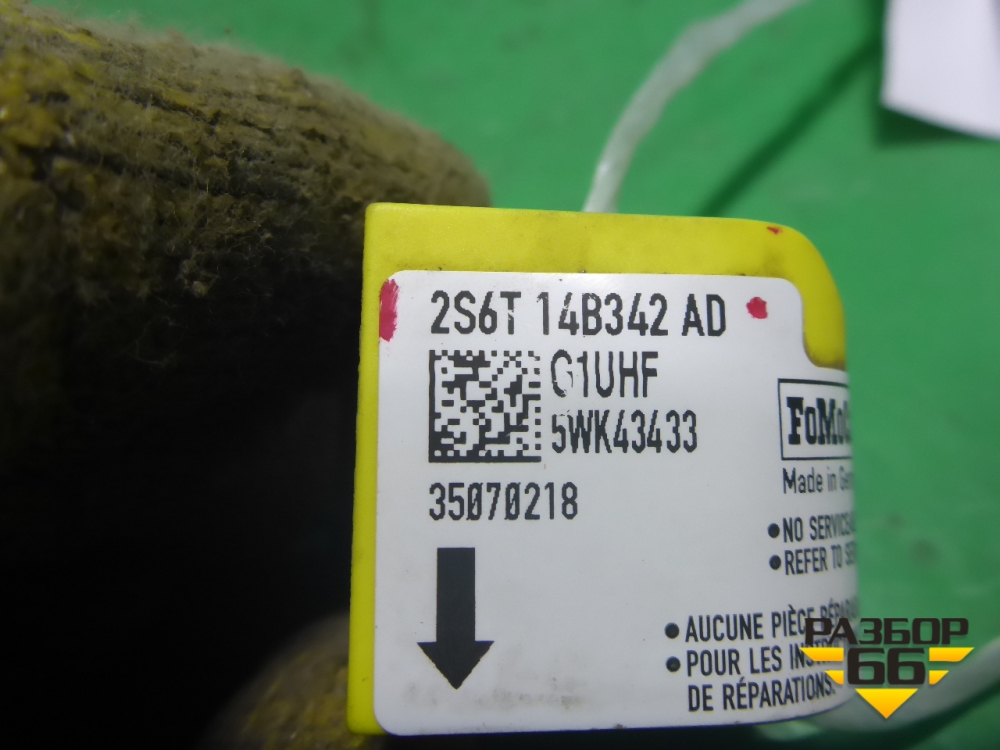 2S6T 14B342 AD
G1UHF
5WK43433
35070218
FoMoC
Made in
•NO
•REFER TO
•AUCUNE PIÈCE
•POUR LES
DE RÉPARATIONS.
РАЗБОР
66